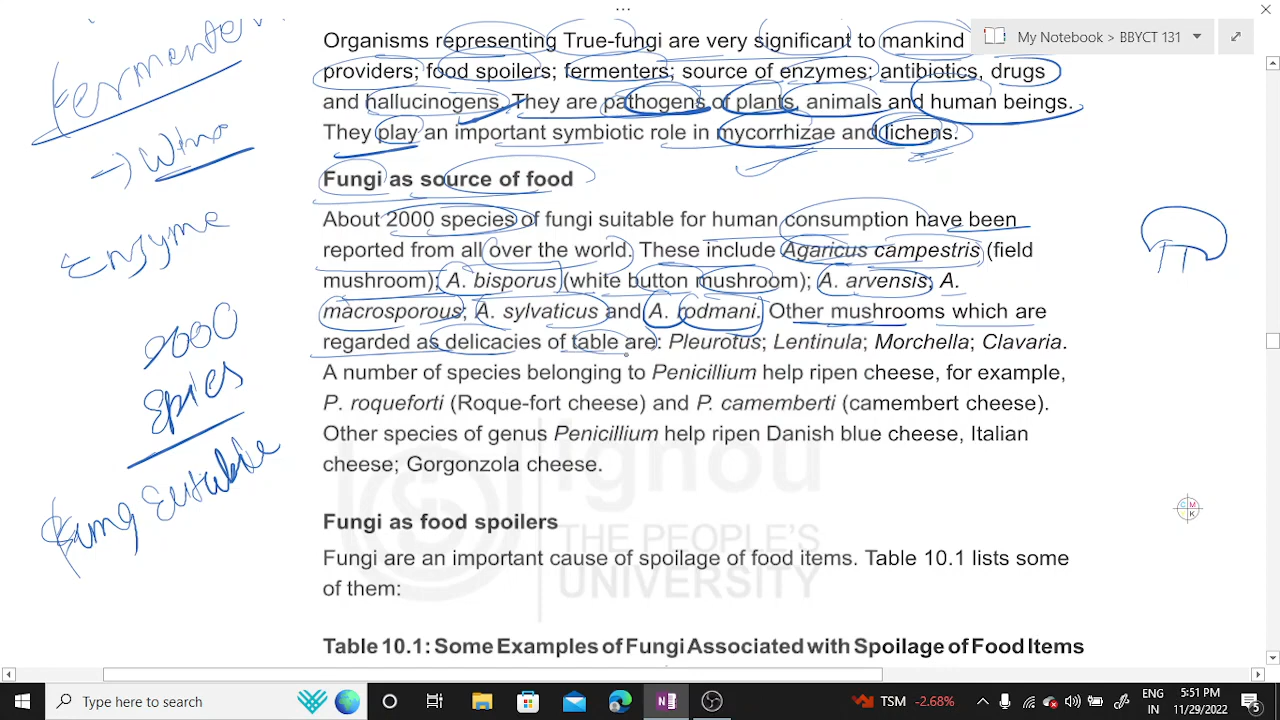 ...
My Notebook > BBYCT 131
Organisms representing True-fungi are very significant to mankind
providers; food spoilers; fermenters; source of enzymes; antibiotics, drugs
and hallucinogens. They are pathogens of plants, animals and human beings.
They play an important symbiotic role in mycorrhizae and lichens.
Fungi as source of food
About 2000 species of fungi suitable for human consumption have been
reported from all over the world. These include Agaricus campestris (field
mushroom); A. bisporus (white button mushroom); A. arvensis; A.
macrosporous; A. sylvaticus and A. rodmani. Other mushrooms which are
regarded as delicacies of table are: Pleurotus; Lentinula; Morchella; Clavaria.
A number of species belonging to Penicillium help ripen cheese, for example,
P. roqueforti (Roque-fort cheese) and P. camemberti (camembert cheese).
Other species of genus Penicillium help ripen Danish blue cheese, Italian
cheese; Gorgonzola cheese.
Fungi as food spoilers
Fungi are an important cause of spoilage of food items. Table 10.1 lists some
of them:
Table 10.1: Some Examples of Fungi Associated with Spoilage of Food Items
Enzyme
2000
Spies
ignou
THE PEOPLE'S
UNIVERSITY
C M
Y K
Type here to search
TSM -2.68%
ENG
IN
5:51 PM
11/29/2022
5